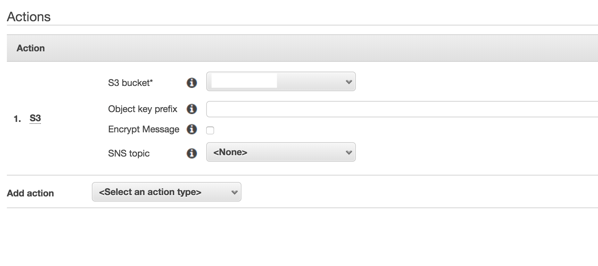 Actions
Action
S3 bucket*
Object key prefix
1. S3
Encrypt Message
SNS topic <None>
Add action <Select an action type>